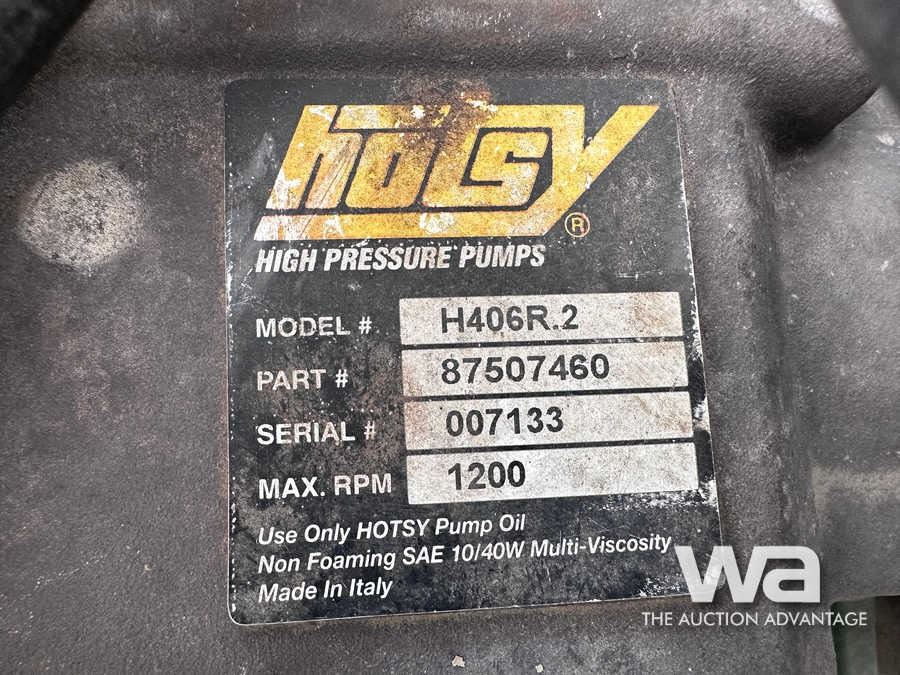 hotsy®
HIGH PRESSURE PUMPS
MODEL # H406R.2
PART # 87507460
SERIAL # 007133
MAX. RPM 1200
Use Only HOTSY Pump Oil
Non Foaming SAE 10/40W Multi-Viscosity
Made In Italy
wa
THE AUCTION ADVANTAGE